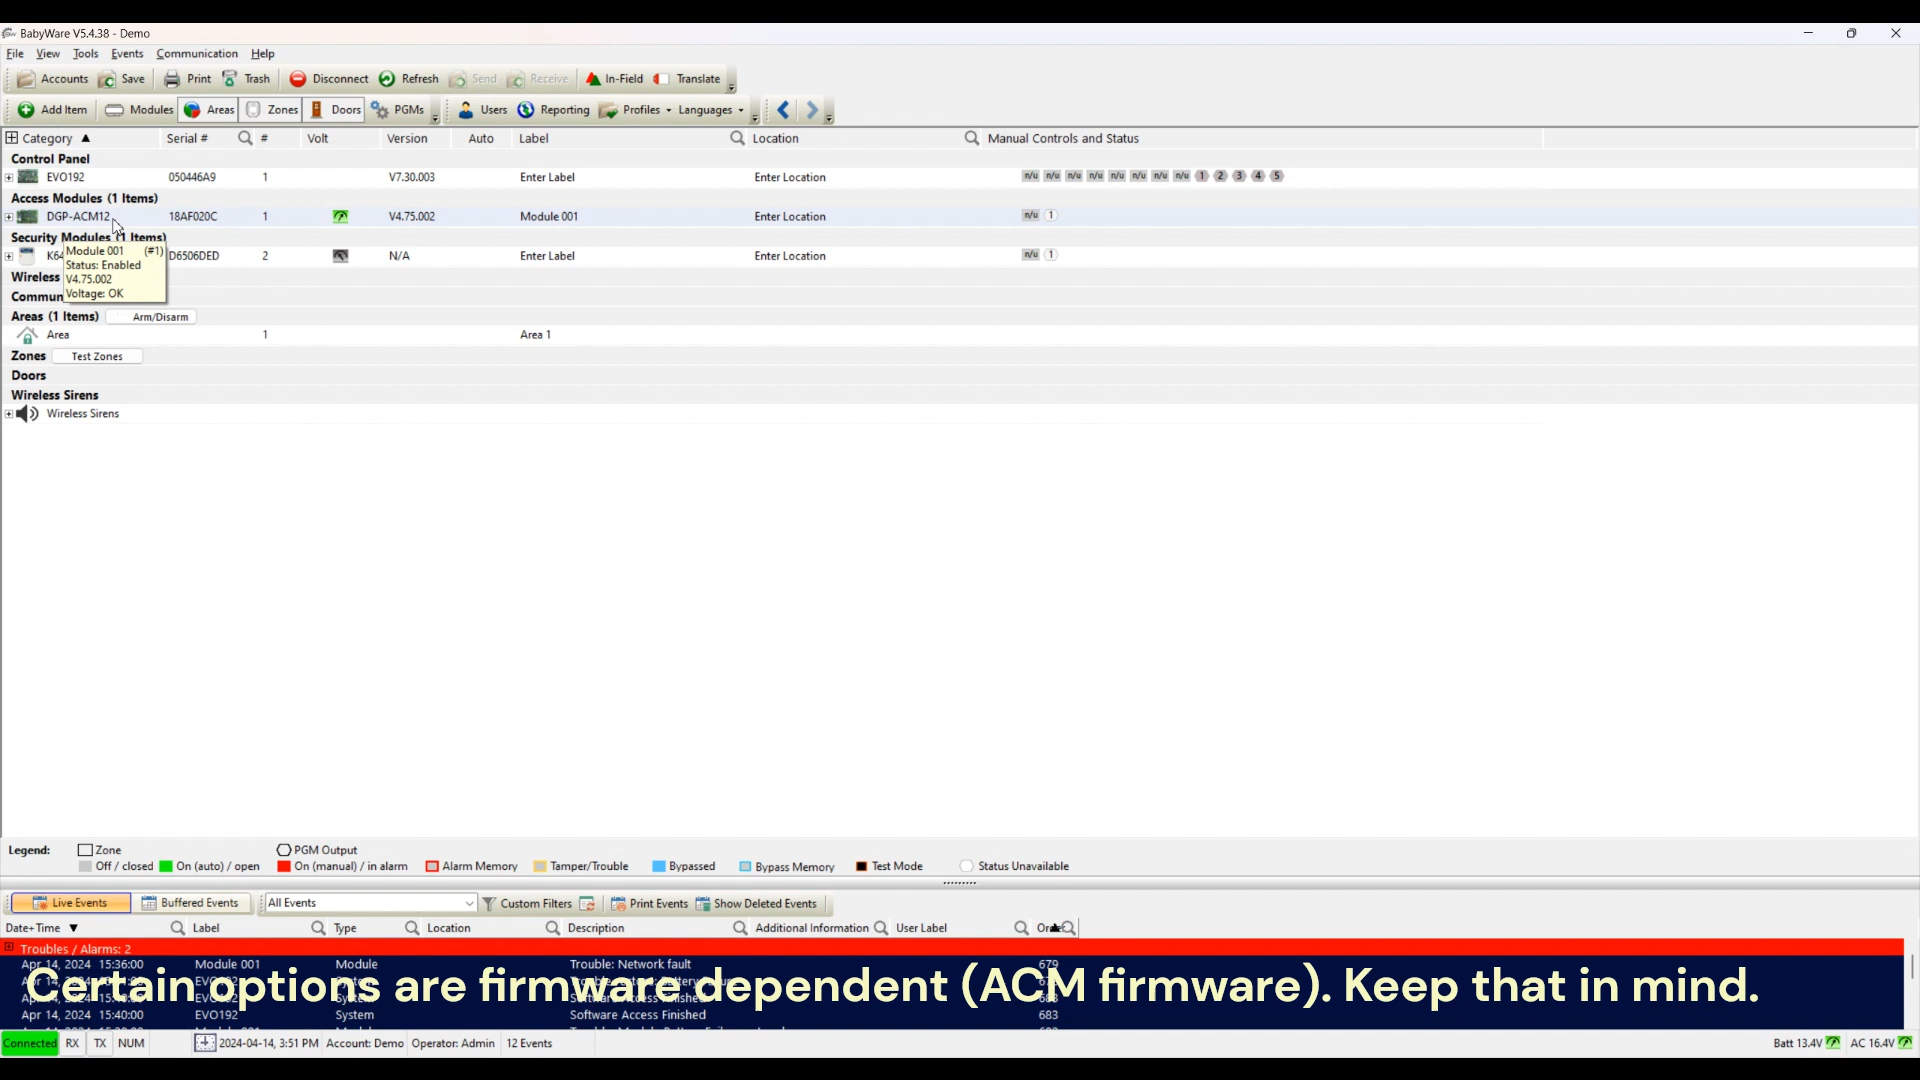 BabyWare V5.4.38 - Demo
File View Tools Events Communication Help
Accounts Save Print Trash Disconnect Refresh Send Receive In-Field Translate
Add Item Modules Areas Zones Doors PGMs Users Reporting Profiles Languages
Category Serial # # Volt Version Auto Label Location Manual Controls and Status
Control Panel
EVO192 050446A9 1 V7.30.003 Enter Label Enter Location n/u n/u n/u n/u n/u n/u n/u n/u 1 2 3 4 5
Access Modules (1 Items)
DGP-ACM12 18AF020C 1 V4.75.002 Module 001 n/u 1 Enter Location
Security Modules (1 Items)
K64 D6506DED 2 N/A Enter Label Enter Location n/u 1
Module 001 (#1)
Status: Enabled
V4.75.002
Voltage: OK
Wireless
Commun
Areas (1 Items) Arm/Disarm
Area 1 Area 1
Zones Test Zones
Doors
Wireless Sirens
Wireless Sirens
Legend: Zone PGM Output
Off / closed On (auto) / open On (manual) / in alarm Alarm Memory Tamper/Trouble Bypassed Bypass Memory Test Mode Status Unavailable
Live Events Buffered Events All Events Custom Filters Print Events Show Deleted Events
Date+Time Label Type Location Description Additional Information User Label
Troubles / Alarms: 2
Apr 14, 2024 15:36:00 Module 001 Module Trouble: Network fault 679
Certain options are firmware dependent (ACM firmware). Keep that in mind.
Apr 14, 2024 15:40:00 EVO192 System Software Access Finished 683
Connected RX TX NUM 2024-04-14, 3:51 PM Account: Demo Operator: Admin 12 Events Batt 13.4V AC 16.4V